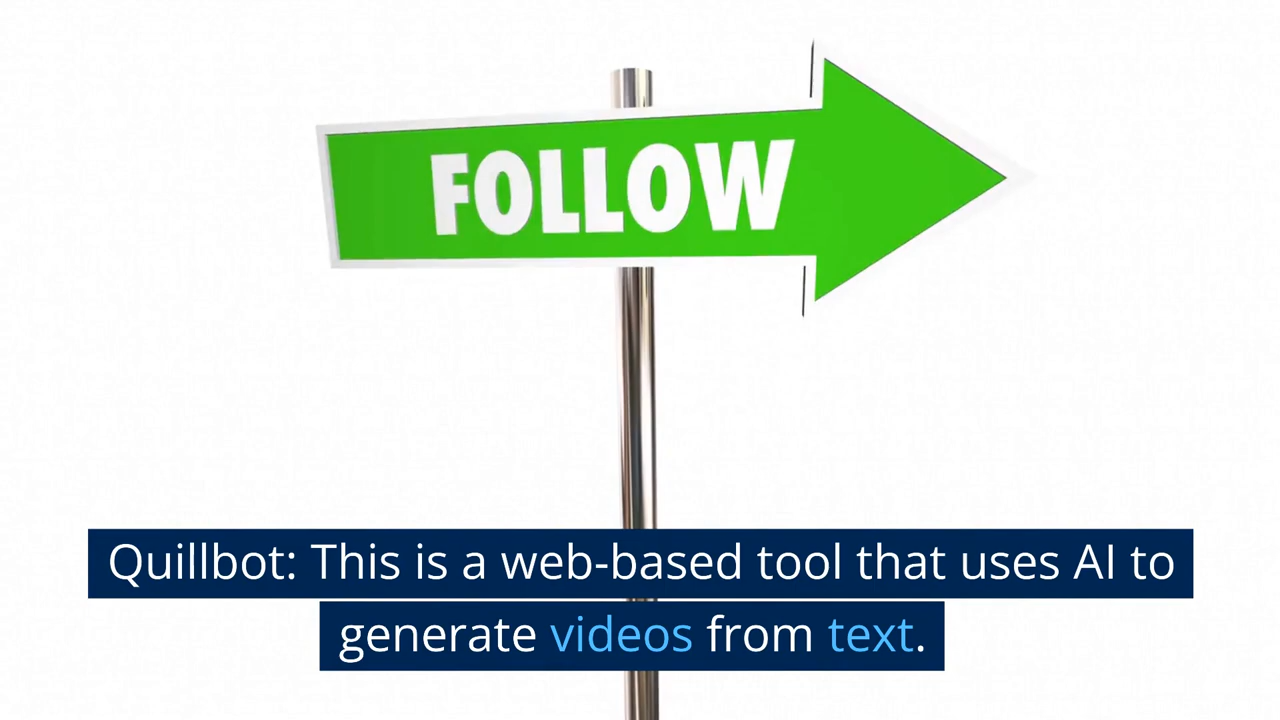 FOLLOW
Quillbot: This is a web-based tool that uses AI to
generate videos from text.